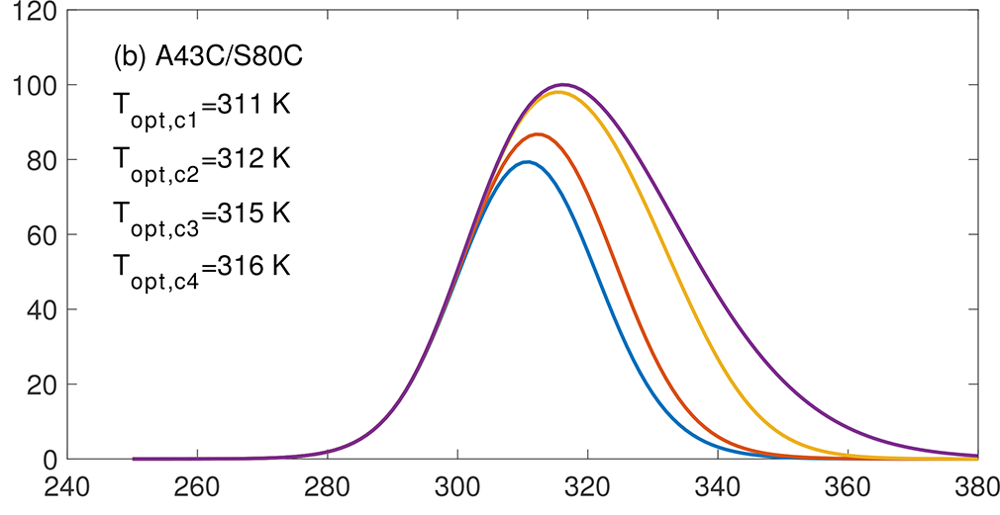 120
(b) A43C/S80C
100
T_opt,c1=311 K
80
T_opt,c2=312 K
60
T_opt,c3=315 K
T_opt,c4=316 K
40
20
0
240 260 280 300 320 340 360 380